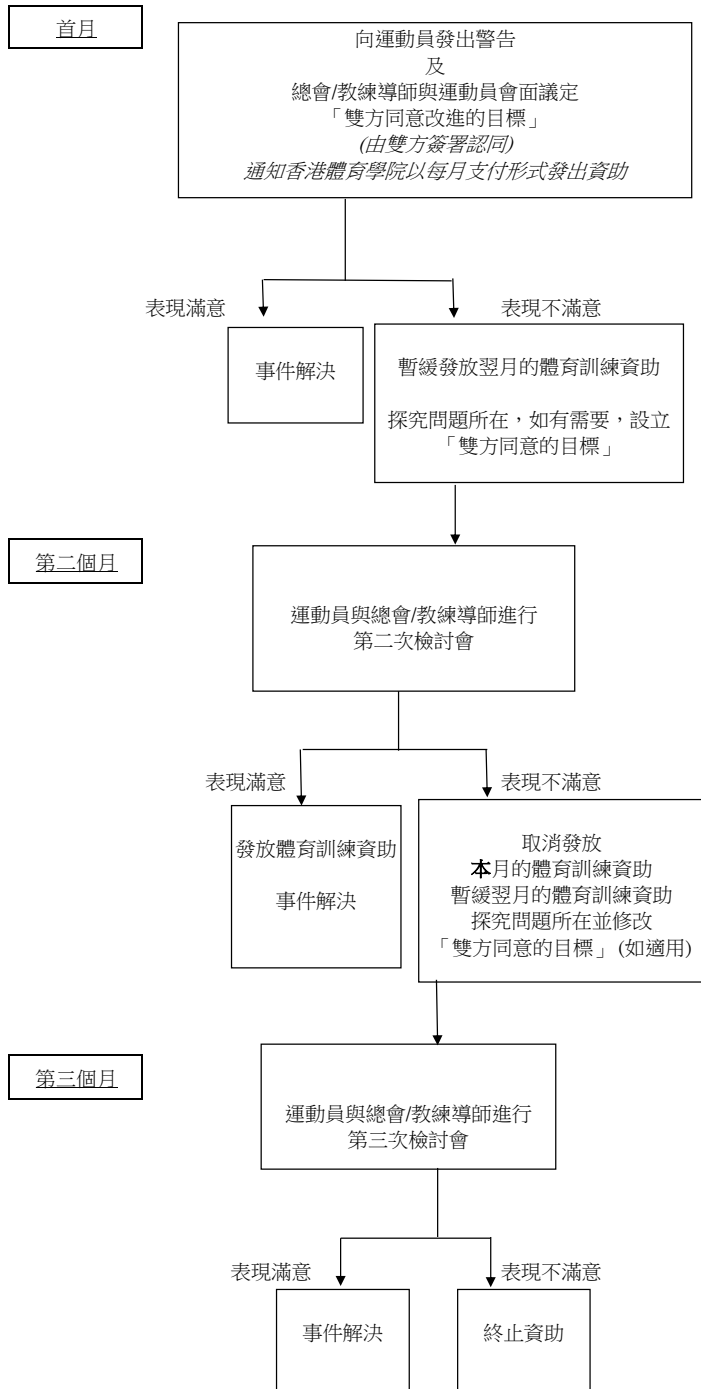 首月
向運動員發出警告
及
總會/教練導師與運動員會面議定
「雙方同意改進的目標」
(由雙方簽署認同)
通知香港體育學院以每月支付形式發出資助
表現滿意
表現不滿意
事件解決
暫緩發放翌月的體育訓練資助
探究問題所在，如有需要，設立
「雙方同意的目標」
第二個月
運動員與總會/教練導師進行
第二次檢討會
表現滿意
表現不滿意
發放體育訓練資助
事件解決
取消發放
本月的體育訓練資助
暫緩翌月的體育訓練資助
探究問題所在並修改
「雙方同意的目標」 (如適用)
第三個月
運動員與總會/教練導師進行
第三次檢討會
表現滿意
表現不滿意
事件解決
終止資助